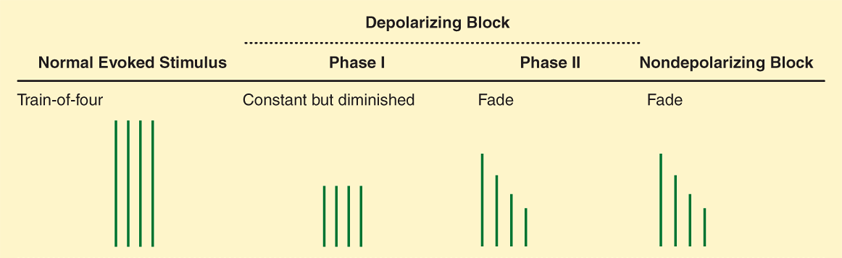 Depolarizing Block
Normal Evoked Stimulus Phase I Phase II Nondepolarizing Block
Train-of-four Constant but diminished Fade Fade